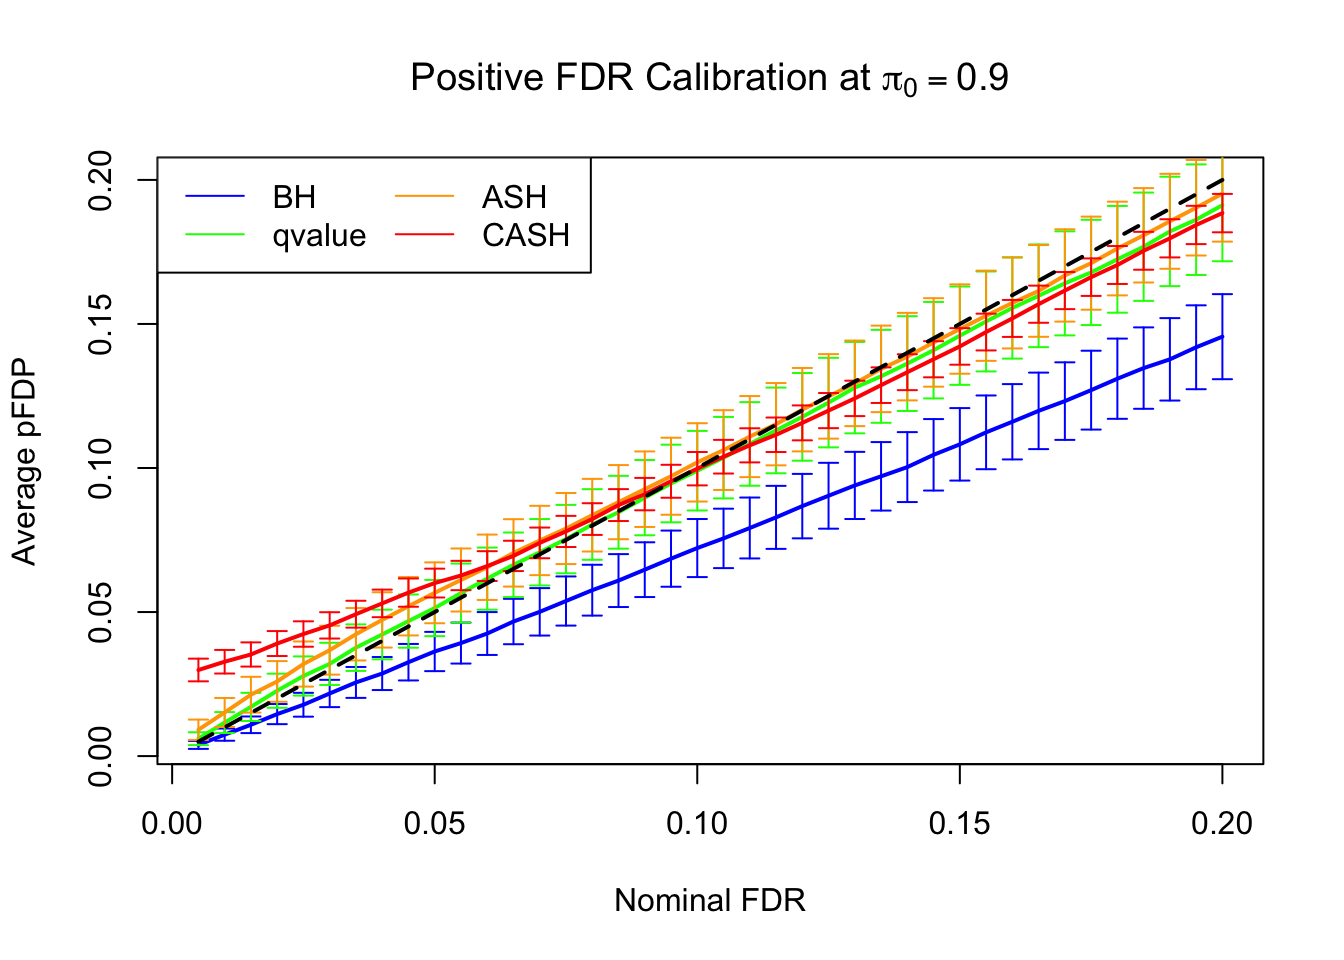 Positive FDR Calibration at π₀ = 0.9
BH ASH
qvalue CASH
Average pFDP
0.20
0.15
0.10
0.05
0.00
0.00 0.05 0.10 0.15 0.20
Nominal FDR